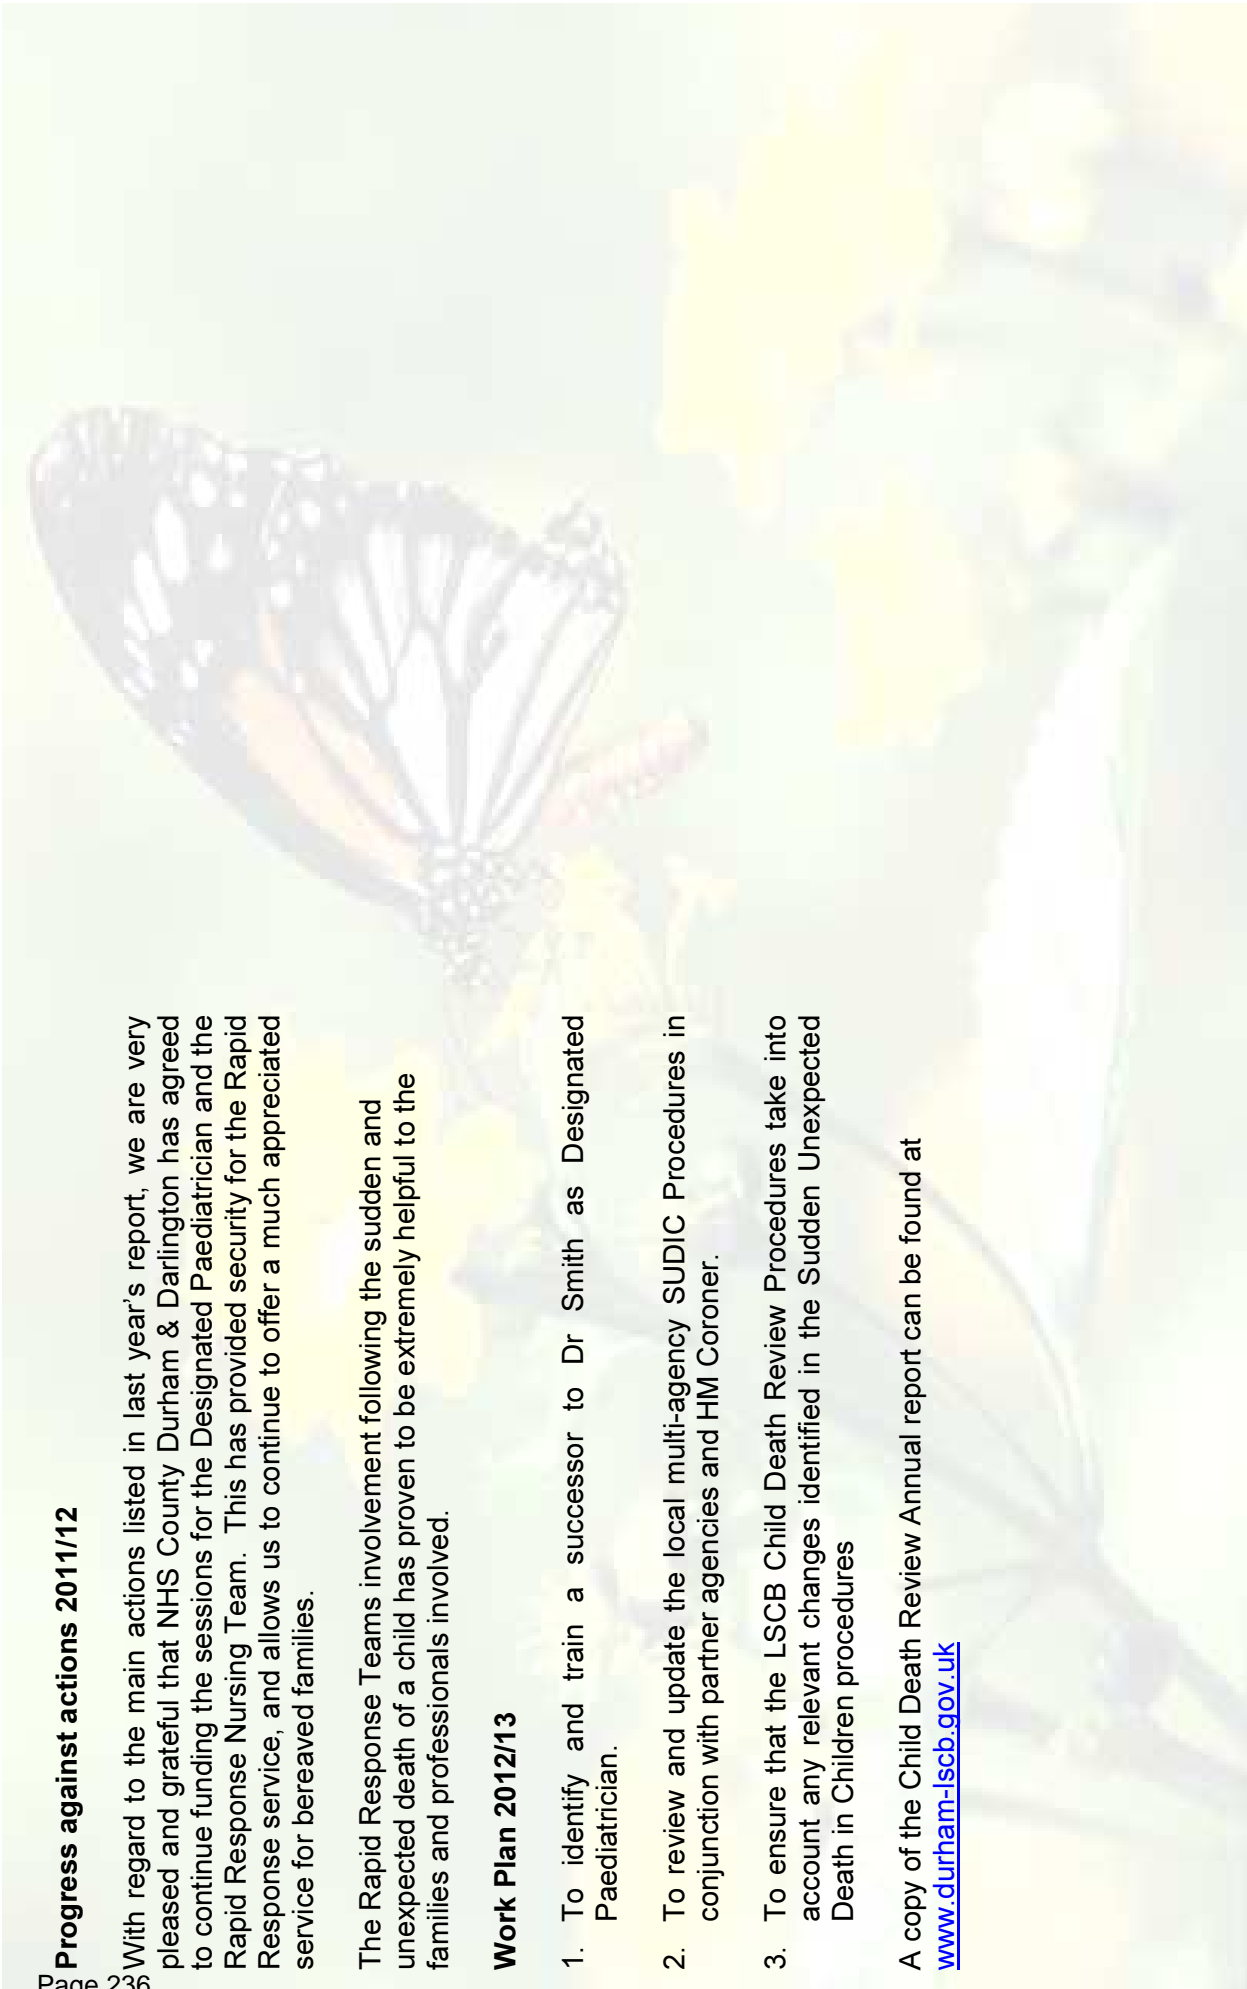 Progress against actions 2011/12
With regard to the main actions listed in last year's report, we are very
pleased and grateful that NHS County Durham & Darlington has agreed
to continue funding the sessions for the Designated Paediatrician and the
Rapid Response Nursing Team.  This has provided security for the Rapid
Response service, and allows us to continue to offer a much appreciated
service for bereaved families.
The Rapid Response Teams involvement following the sudden and
unexpected death of a child has proven to be extremely helpful to the
families and professionals involved.
Work Plan 2012/13
1. To identify and train a successor to Dr Smith as Designated
Paediatrician.
2. To review and update the local multi-agency SUDIC Procedures in
conjunction with partner agencies and HM Coroner.
3. To ensure that the LSCB Child Death Review Procedures take into
account any relevant changes identified in the Sudden Unexpected
Death in Children procedures
A copy of the Child Death Review Annual report can be found at
www.durham-lscb.gov.uk
Page 236